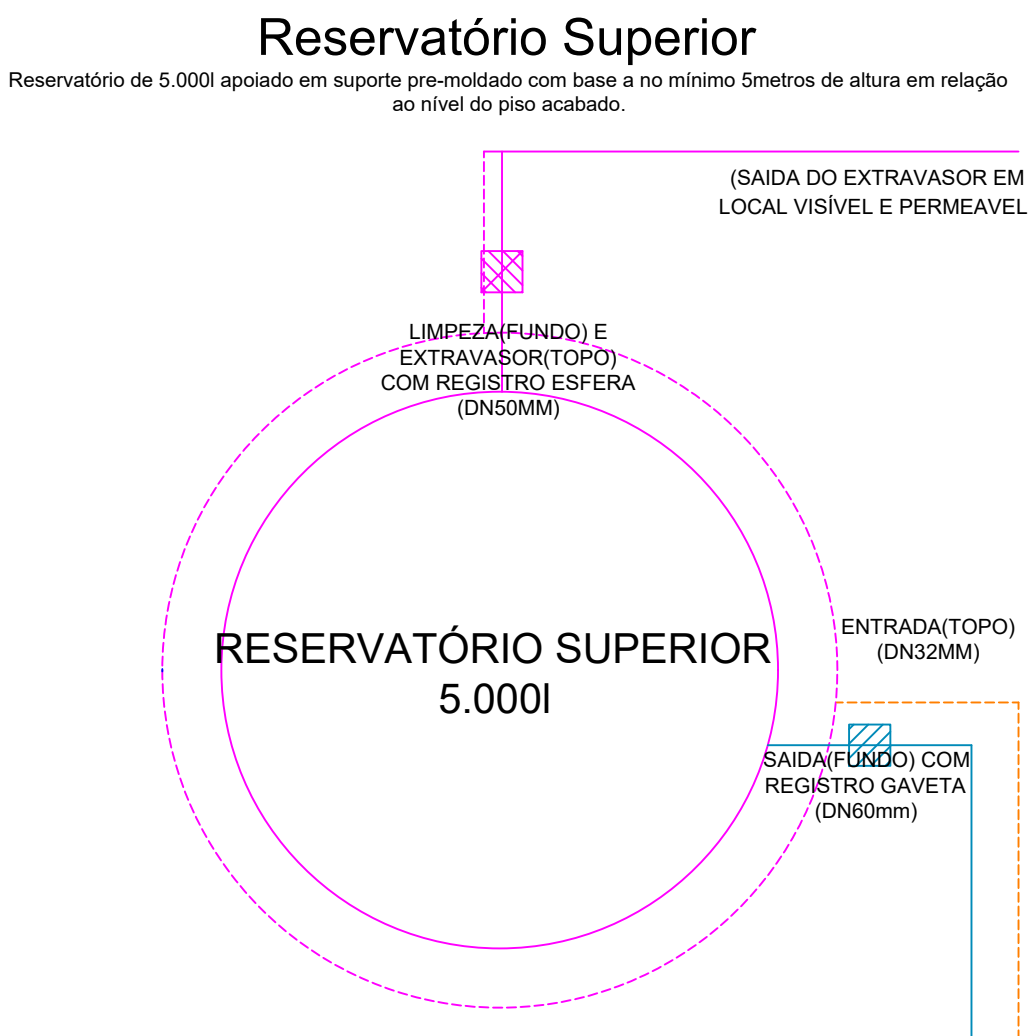 Reservatório Superior
Reservatório de 5.000l apoiado em suporte pre-moldado com base a no mínimo 5metros de altura em relação
ao nível do piso acabado.
(SAIDA DO EXTRAVASOR EM
LOCAL VISÍVEL E PERMEAVEL
LIMPEZA(FUNDO) E
EXTRAVASOR(TOPO)
COM REGISTRO ESFERA
(DN50MM)
RESERVATÓRIO SUPERIOR
5.000l
ENTRADA(TOPO)
(DN32MM)
SAIDA(FUNDO) COM
REGISTRO GAVETA
(DN60mm)